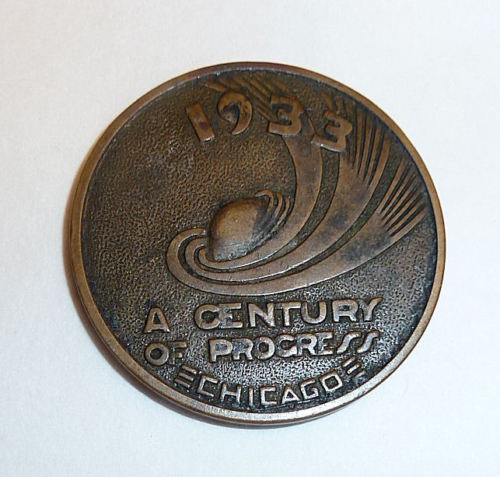 1933
A CENTURY
OF PROGRESS
CHICAGO